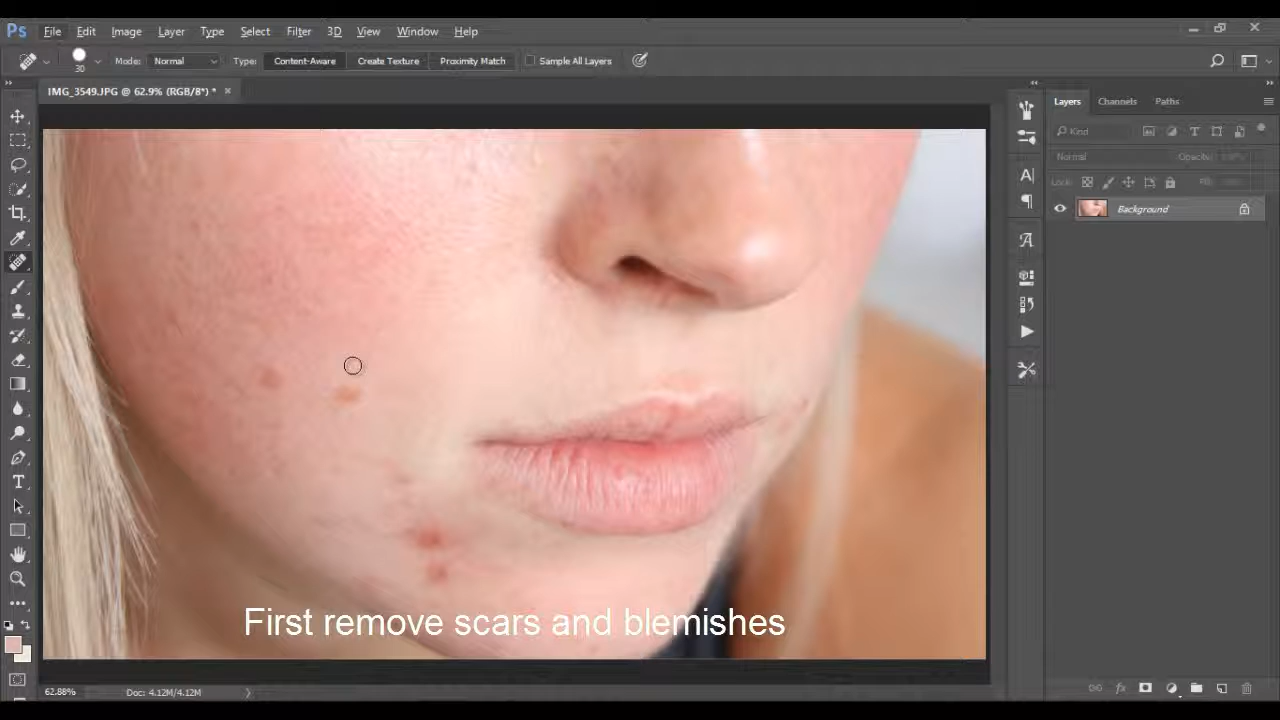 Ps File Edit Image Layer Type Select Filter 3D View Window Help
30 Mode: Normal Type: Content-Aware Create Texture Proximity Match Sample All Layers
IMG_3549.JPG @ 62.9% (RGB/8*) * ×
Layers Channels Paths
Kind
Normal Opacity:
Lock:
Background
First remove scars and blemishes
62.88% Doc: 4.12M/4.12M